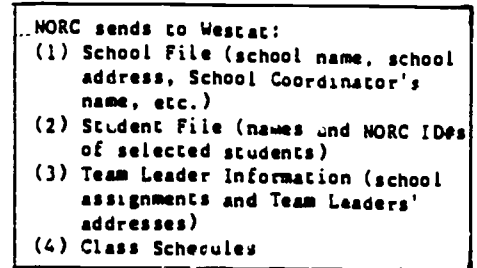 NORC sends to Westat:
(1) School File (school name, school
address, School Coordinator's
name, etc.)
(2) Student File (names and NORC ID#s
of selected students)
(3) Team Leader Information (school
assignments and Team Leaders'
addresses)
(4) Class Schedules